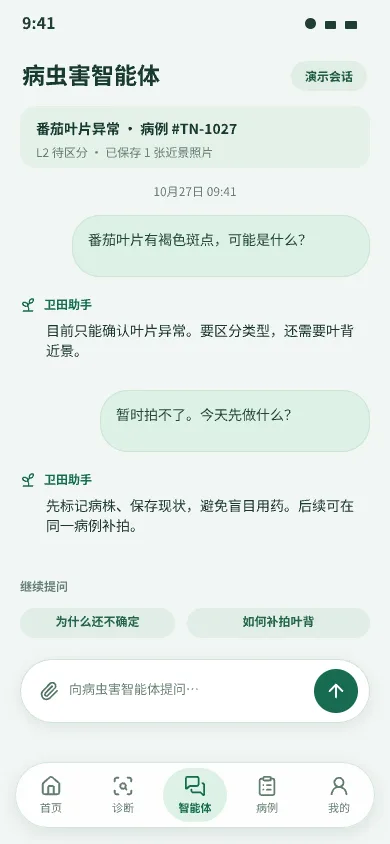 9:41
病虫害智能体
演示会话
番茄叶片异常 · 病例 #TN-1027
L2 待区分 · 已保存 1 张近景照片
10月27日 09:41
番茄叶片有褐色斑点，可能是什么？
卫田助手
目前只能确认叶片异常。要区分类型，还需要叶背
近景。
暂时拍不了。今天先做什么？
卫田助手
先标记病株、保存现状，避免盲目用药。后续可在
同一病例补拍。
继续提问
为什么还不确定
如何补拍叶背
向病虫害智能体提问…
首页
诊断
智能体
病例
我的